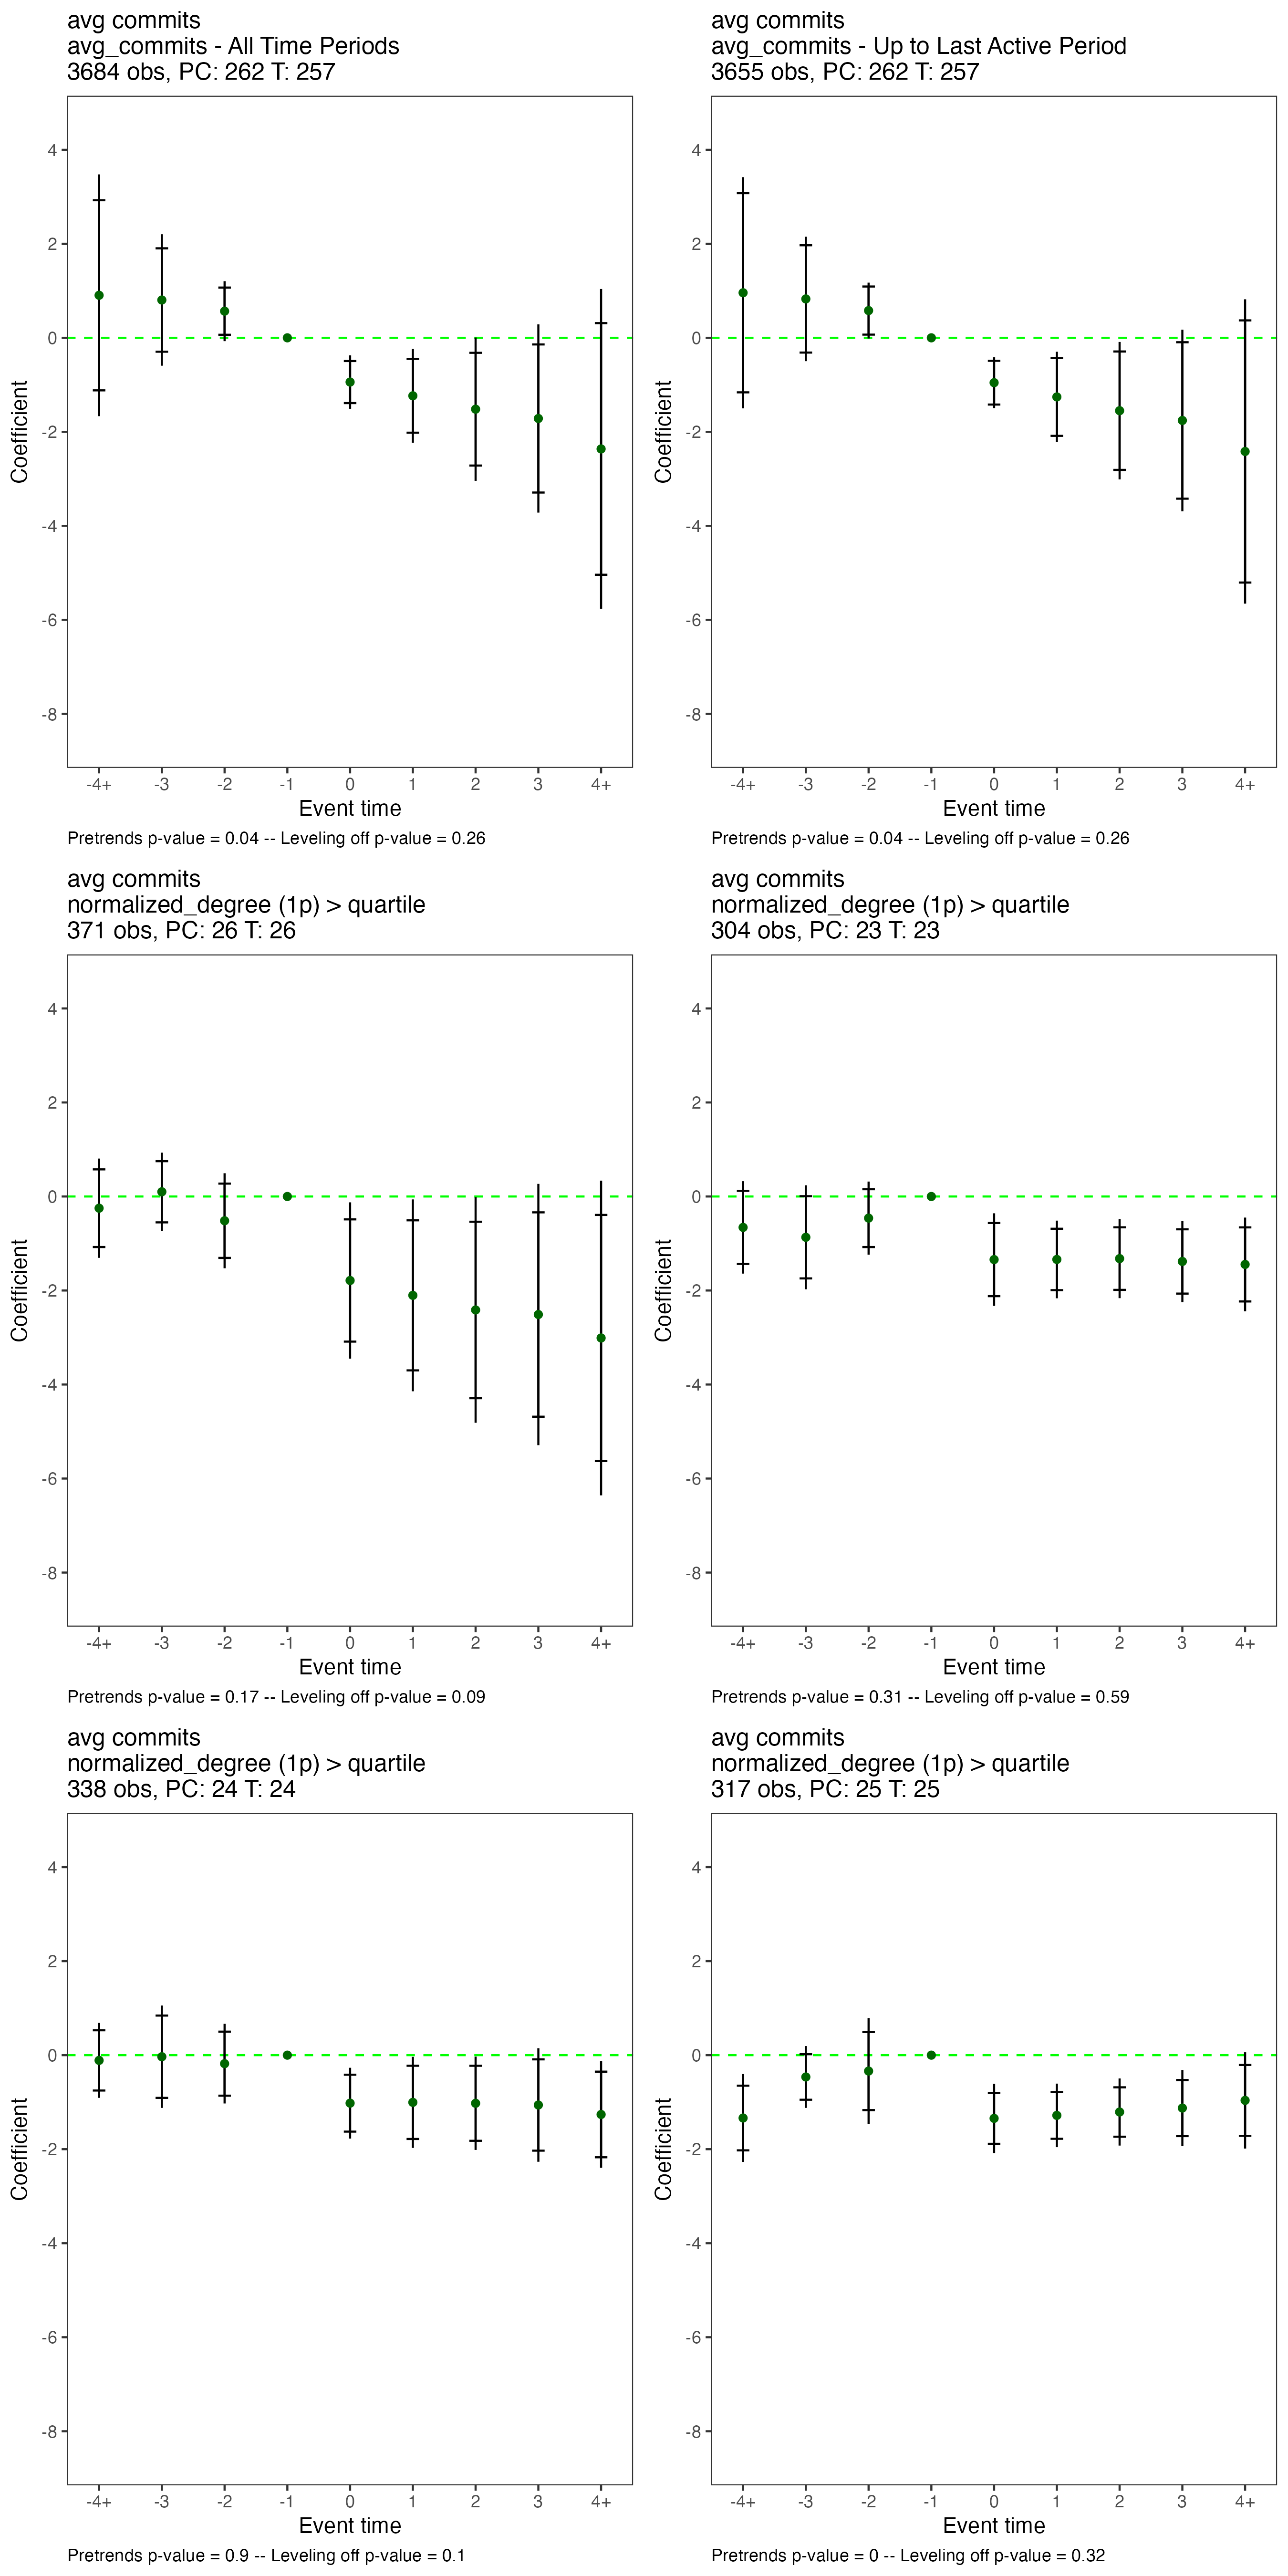 avg commits
avg_commits - All Time Periods
3684 obs, PC: 262 T: 257
4
2
0
-2
-4
-6
-8
Coefficient
-4+ -3 -2 -1 0 1 2 3 4+
Event time
Pretrends p-value = 0.04 -- Leveling off p-value = 0.26
avg commits
avg_commits - Up to Last Active Period
3655 obs, PC: 262 T: 257
4
2
0
-2
-4
-6
-8
Coefficient
-4+ -3 -2 -1 0 1 2 3 4+
Event time
Pretrends p-value = 0.04 -- Leveling off p-value = 0.26
avg commits
normalized_degree (1p) > quartile
371 obs, PC: 26 T: 26
4
2
0
-2
-4
-6
-8
Coefficient
-4+ -3 -2 -1 0 1 2 3 4+
Event time
Pretrends p-value = 0.17 -- Leveling off p-value = 0.09
avg commits
normalized_degree (1p) > quartile
304 obs, PC: 23 T: 23
4
2
0
-2
-4
-6
-8
Coefficient
-4+ -3 -2 -1 0 1 2 3 4+
Event time
Pretrends p-value = 0.31 -- Leveling off p-value = 0.59
avg commits
normalized_degree (1p) > quartile
338 obs, PC: 24 T: 24
4
2
0
-2
-4
-6
-8
Coefficient
-4+ -3 -2 -1 0 1 2 3 4+
Event time
Pretrends p-value = 0.9 -- Leveling off p-value = 0.1
avg commits
normalized_degree (1p) > quartile
317 obs, PC: 25 T: 25
4
2
0
-2
-4
-6
-8
Coefficient
-4+ -3 -2 -1 0 1 2 3 4+
Event time
Pretrends p-value = 0 -- Leveling off p-value = 0.32